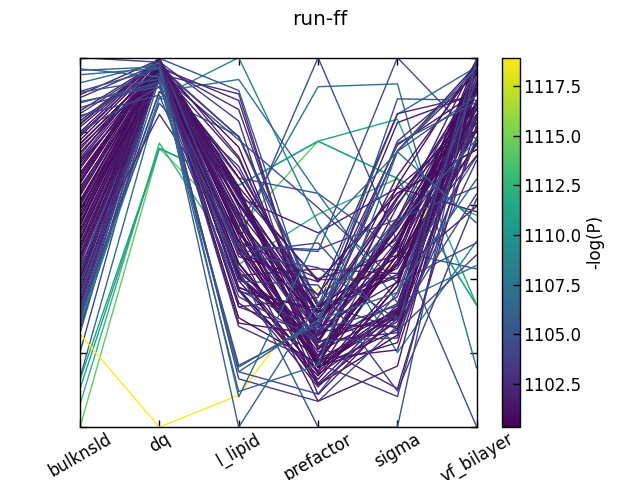 run-ff
1117.5
1115.0
1112.5
1110.0
1107.5
1105.0
1102.5
-log(P)
bulknsld
dq
l_lipid
prefactor
sigma
vf_bilayer